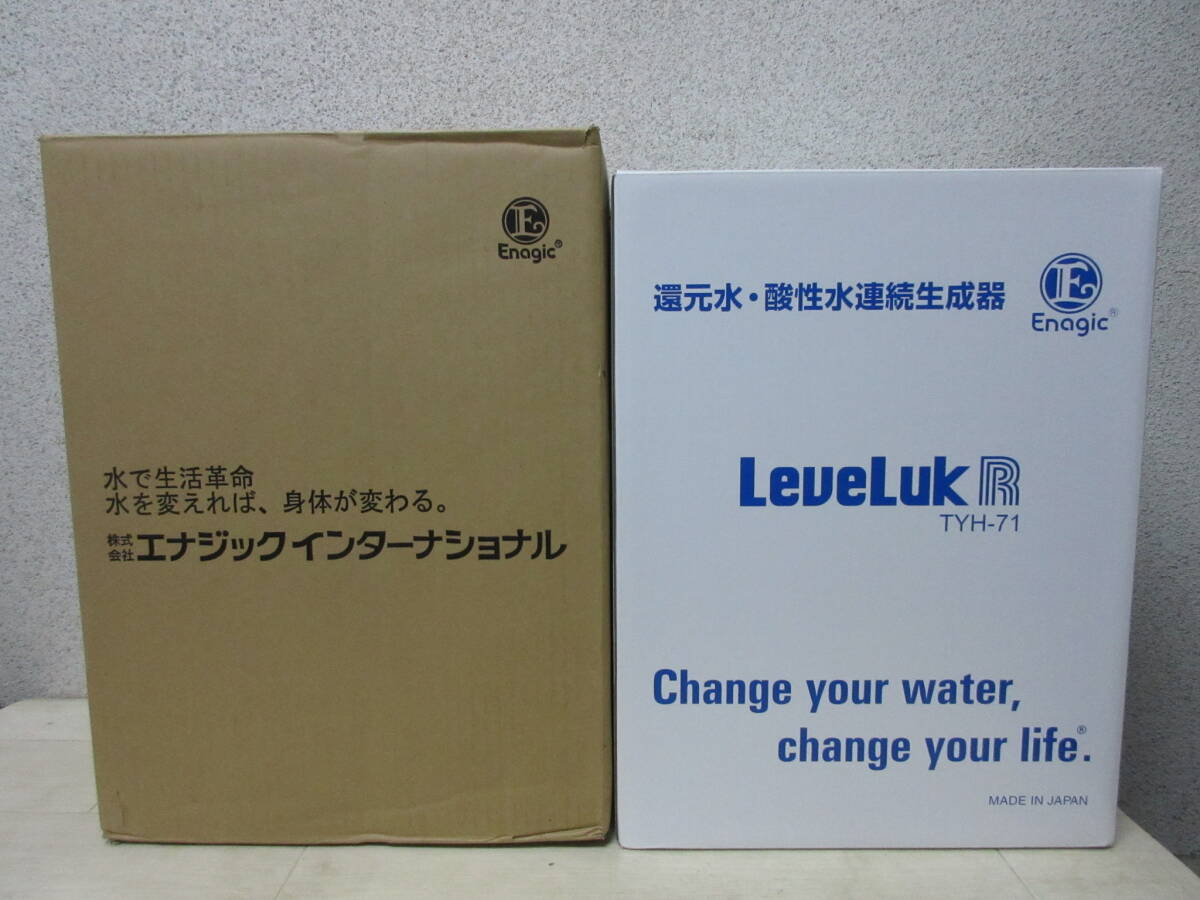 E
Enagic®
水で生活革命
水を変えれば、身体が変わる。
株式会社エナジックインターナショナル
E
Enagic®
還元水・酸性水連続生成器
LeveLuk R
TYH-71
Change your water,
change your life®.
MADE IN JAPAN